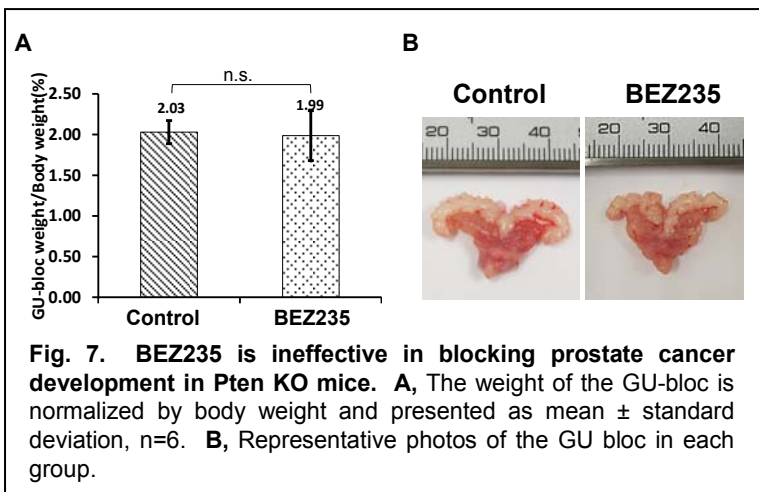 A
B
n.s.
Control
BEZ235
GU-bloc weight/Body weight(%)
2.50
2.00
1.50
1.00
0.50
0.00
2.03
1.99
Control
BEZ235
20 30 40
20 30 40
Fig. 7. BEZ235 is ineffective in blocking prostate cancer
development in Pten KO mice. A, The weight of the GU-bloc is
normalized by body weight and presented as mean ± standard
deviation, n=6. B, Representative photos of the GU bloc in each
group.